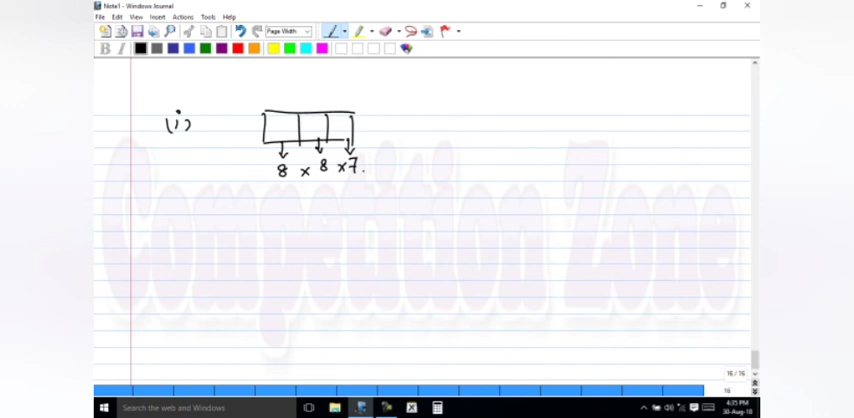 Note1 - Windows Journal
File Edit View Insert Actions Tools Help
Page Width
B I
(i)
8 × 8 × 7.
Competition Zone
16 / 16
16
Search the web and Windows
4:35 PM
30-Aug-18